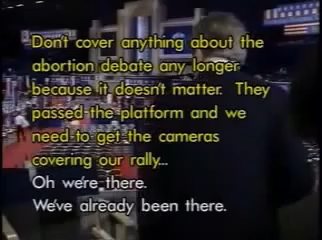 Don't cover anything about the
abortion debate any longer
because it doesn't matter. They
passed the platform and we
need to get the cameras
covering our rally...
Oh we're there.
We've already been there.